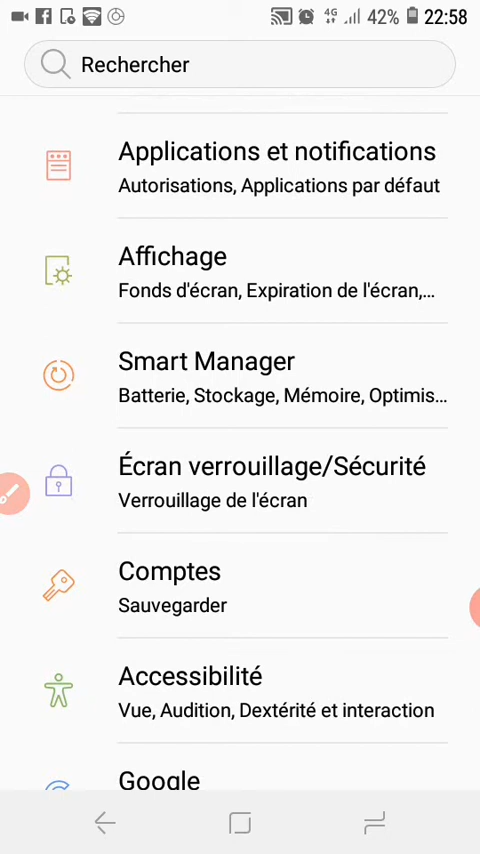 4G 42% 22:58
Rechercher
Applications et notifications
Autorisations, Applications par défaut
Affichage
Fonds d'écran, Expiration de l'écran,...
Smart Manager
Batterie, Stockage, Mémoire, Optimis...
Écran verrouillage/Sécurité
Verrouillage de l'écran
Comptes
Sauvegarder
Accessibilité
Vue, Audition, Dextérité et interaction
Google